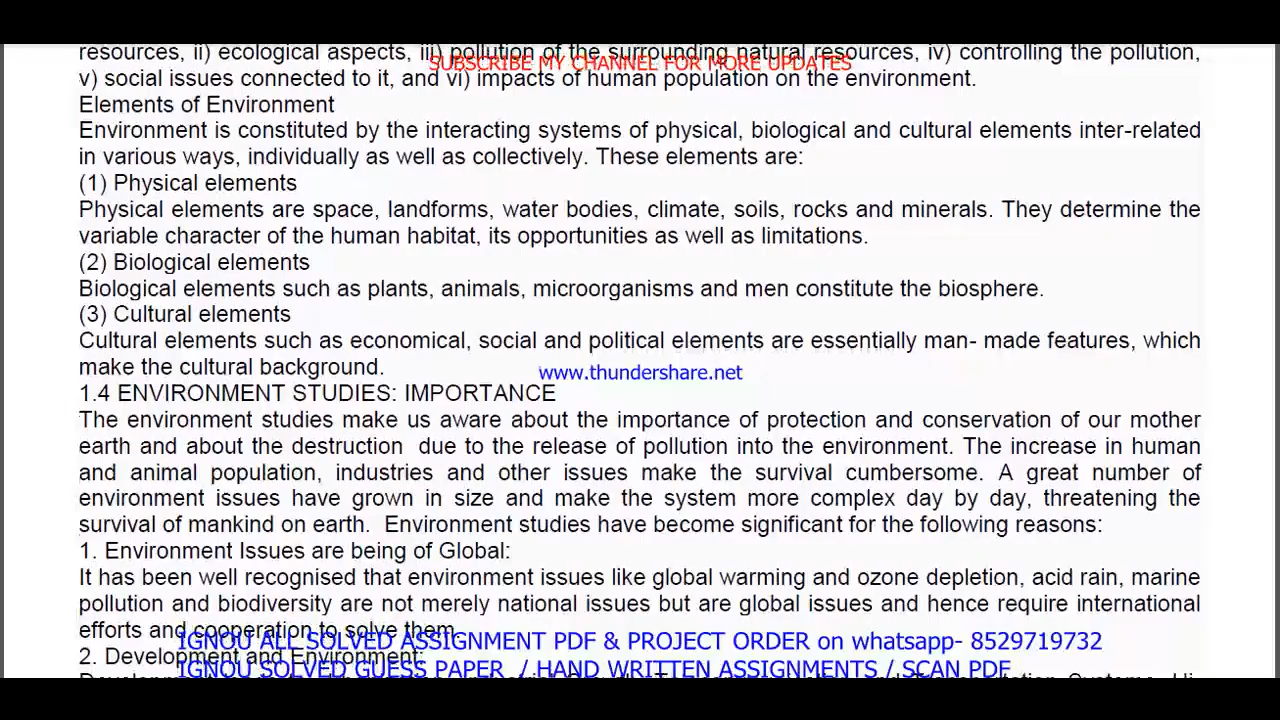 resources, ii) ecological aspects, iii) pollution of the surrounding natural resources, iv) controlling the pollution,
SUBSCRIBE MY CHANNEL FOR MORE UPDATES
v) social issues connected to it, and vi) impacts of human population on the environment.
Elements of Environment
Environment is constituted by the interacting systems of physical, biological and cultural elements inter-related
in various ways, individually as well as collectively. These elements are:
(1) Physical elements
Physical elements are space, landforms, water bodies, climate, soils, rocks and minerals. They determine the
variable character of the human habitat, its opportunities as well as limitations.
(2) Biological elements
Biological elements such as plants, animals, microorganisms and men constitute the biosphere.
(3) Cultural elements
Cultural elements such as economical, social and political elements are essentially man- made features, which
make the cultural background.
www.thundershare.net
1.4 ENVIRONMENT STUDIES: IMPORTANCE
The environment studies make us aware about the importance of protection and conservation of our mother
earth and about the destruction due to the release of pollution into the environment. The increase in human
and animal population, industries and other issues make the survival cumbersome. A great number of
environment issues have grown in size and make the system more complex day by day, threatening the
survival of mankind on earth. Environment studies have become significant for the following reasons:
1. Environment Issues are being of Global:
It has been well recognised that environment issues like global warming and ozone depletion, acid rain, marine
pollution and biodiversity are not merely national issues but are global issues and hence require international
efforts and cooperation to solve them.
IGNOU ALL SOLVED ASSIGNMENT PDF & PROJECT ORDER on whatsapp- 8529719732
2. Development and Environment:
IGNOU SOLVED GUESS PAPER / HAND WRITTEN ASSIGNMENTS / SCAN PDF